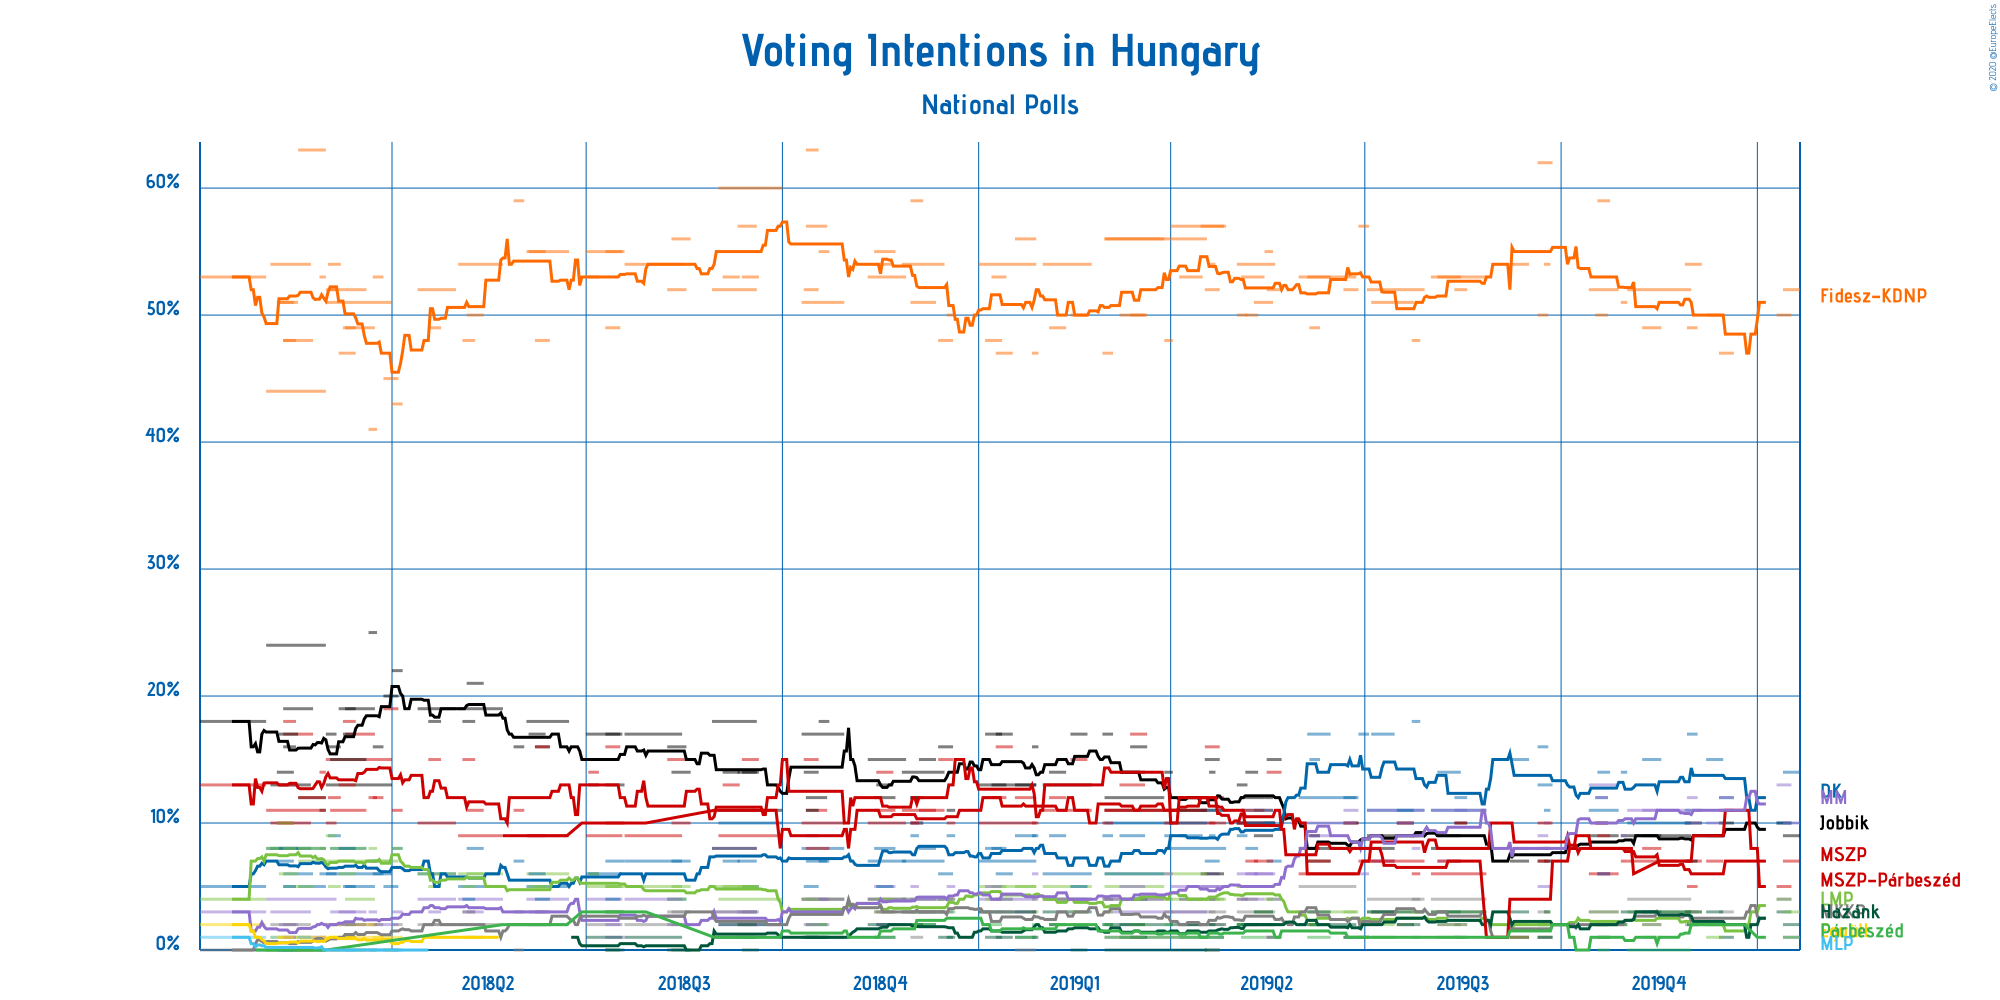 © 2020 @EuropeElects
Voting Intentions in Hungary
National Polls
60%
50%
40%
30%
20%
10%
0%
Fidesz-KDNP
DK
MM
Jobbik
MSZP
MSZP-Párbeszéd
LMP
MKKP
Hazánk
Párbeszéd
MLP
2018Q2
2018Q3
2018Q4
2019Q1
2019Q2
2019Q3
2019Q4